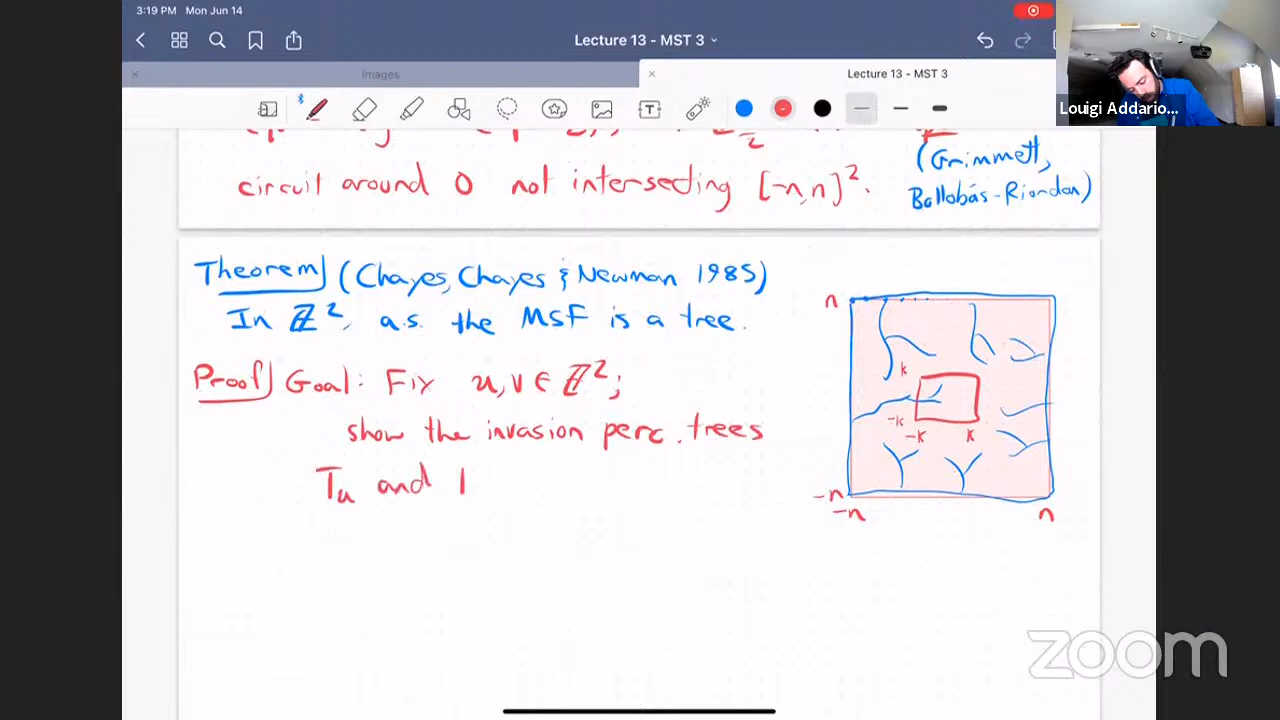 3:19 PM Mon Jun 14
Lecture 13 - MST 3
Images
Lecture 13 - MST 3
Louigi Addario...
circuit around 0 not intersecting [-n,n]².
(Grimmett,
Bollobás-Riordan)
Theorem (Chayes, Chayes & Newman 1985)
In ℤ², a.s. the MSF is a tree.
Proof Goal: Fix u, v ∈ ℤ²;
show the invasion perc. trees
T_u and
n
k
-k
-k
k
-n
-n
n
zoom